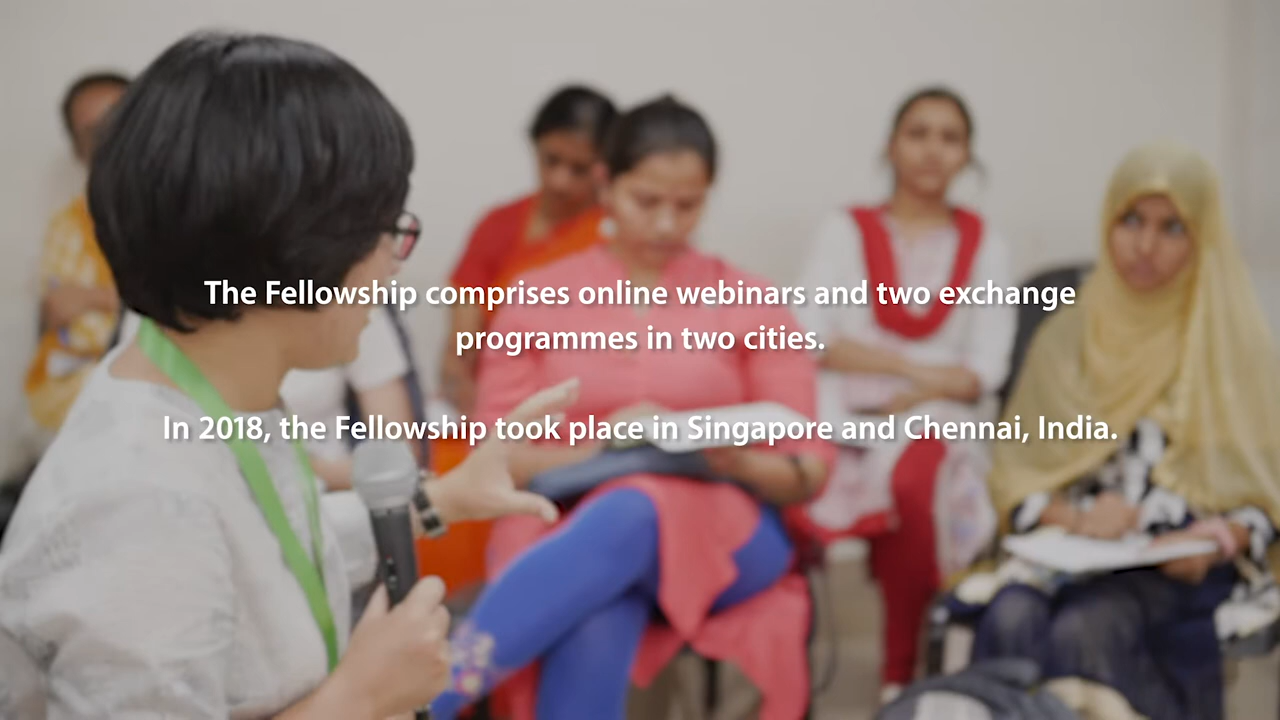 The Fellowship comprises online webinars and two exchange
programmes in two cities.
In 2018, the Fellowship took place in Singapore and Chennai, India.